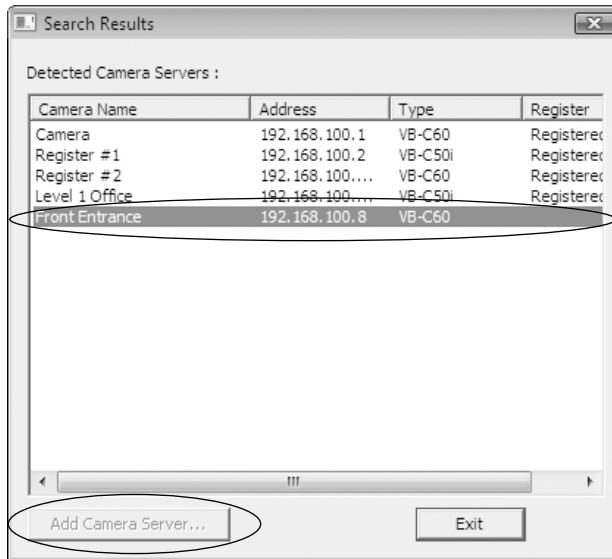 Search Results
Detected Camera Servers :
Camera Name Address Type Register
Camera 192.168.100.1 VB-C60 Registered
Register #1 192.168.100.2 VB-C50i Registered
Register #2 192.168.100.... VB-C60 Registered
Level 1 Office 192.168.100.... VB-C50i Registered
Front Entrance 192.168.100.8 VB-C60
Add Camera Server... Exit